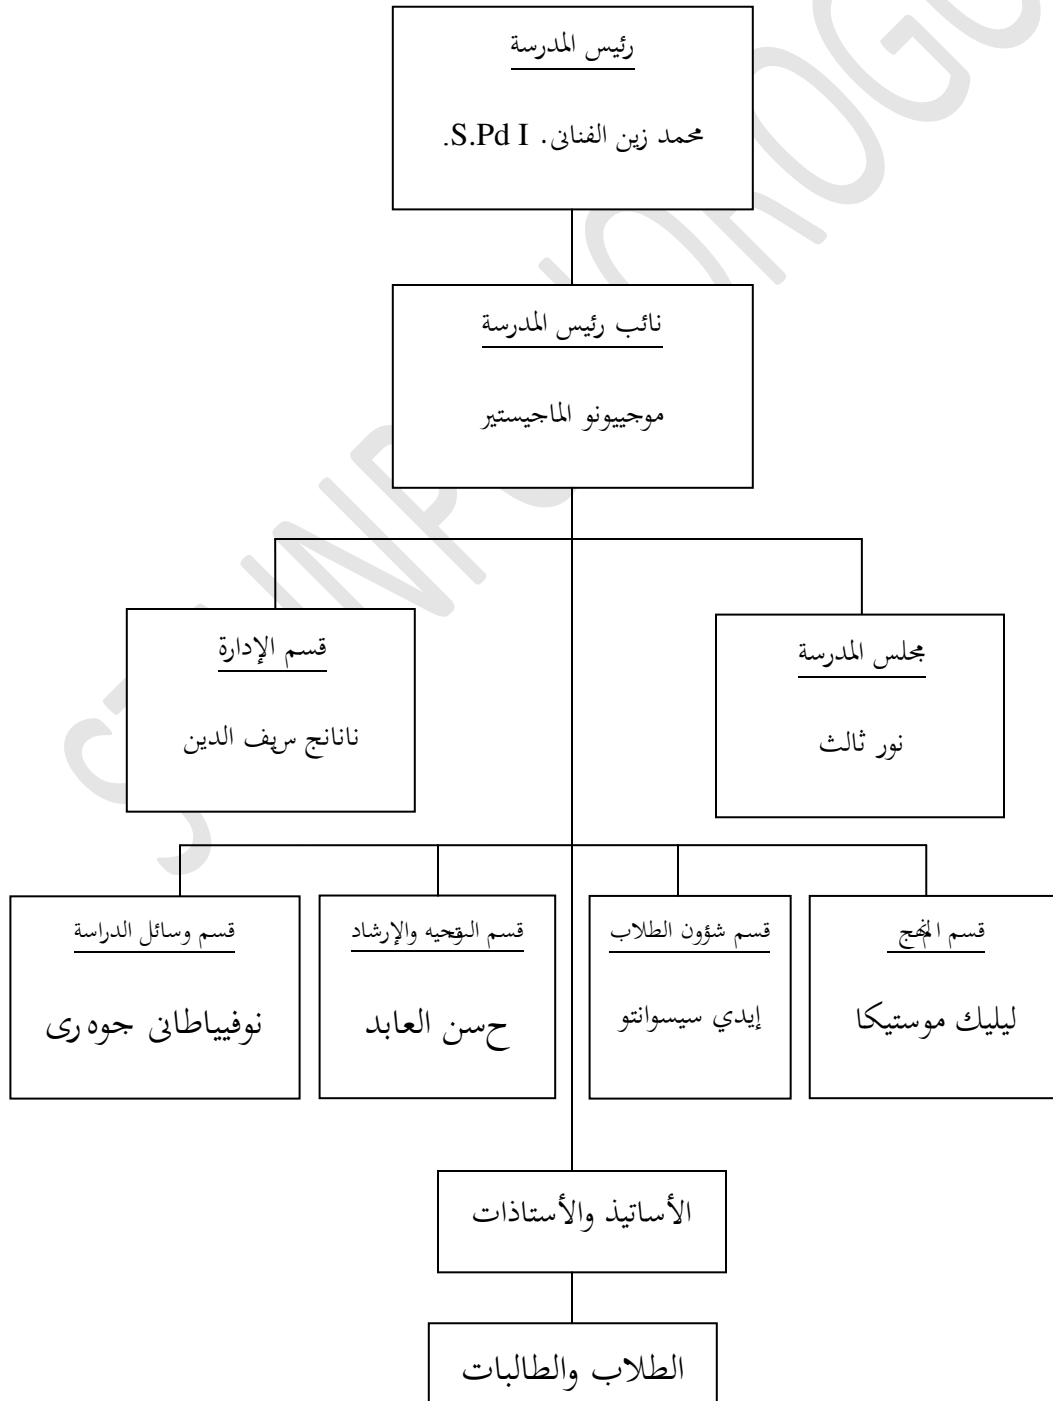 رئيس المدرسة
محمد زين الفنانى. S.Pd I.
نائب رئيس المدرسة
موجييونو الماجيستير
مجلس المدرسة
نور ثالث
قسم الإدارة
نانانج سريف الدين
قسم المنهج
ليليك موستيكا
قسم شؤون الطلاب
إيدي سيسوانتو
قسم التوجيه والإرشاد
حسن العابد
قسم وسائل الدراسة
نوفيياطانى جوهرى
الأساتيذ والأستاذات
الطلاب والطالبات